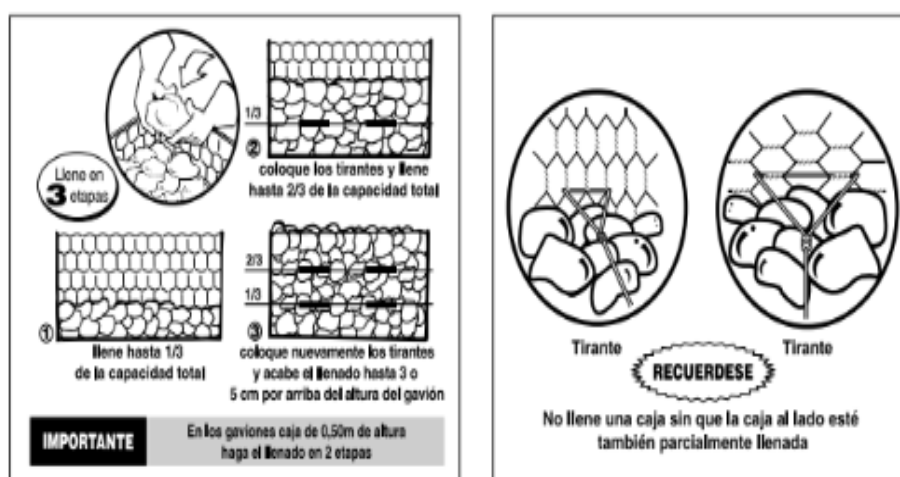 Llene en
3 etapas
1/3
2
coloque los tirantes y llene
hasta 2/3 de la capacidad total
1
llene hasta 1/3
de la capacidad total
2/3
1/3
3
coloque nuevamente los tirantes
y acabe el llenado hasta 3 o
5 cm por arriba del altura del gavión
IMPORTANTE
En los gaviones caja de 0,50m de altura
haga el llenado en 2 etapas
Tirante
Tirante
RECUERDESE
No llene una caja sin que la caja al lado esté
también parcialmente llenada